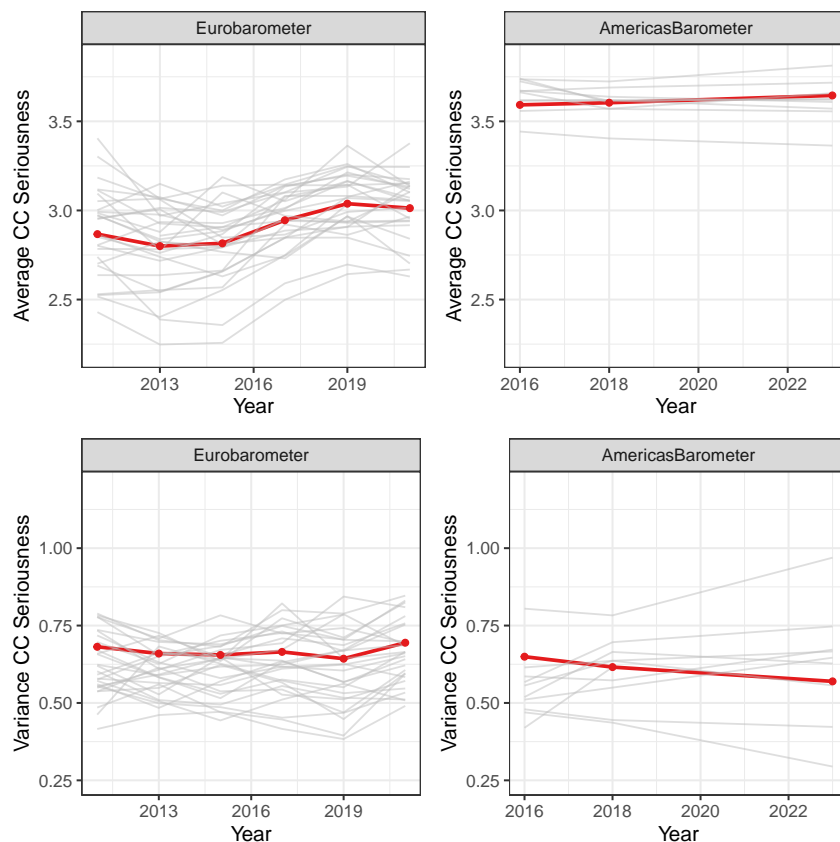 Eurobarometer
AmericasBarometer
Average CC Seriousness
3.5
3.0
2.5
2013
2016
2019
Year
Average CC Seriousness
3.5
3.0
2.5
2016
2018
2020
2022
Year
Eurobarometer
AmericasBarometer
Variance CC Seriousness
1.00
0.75
0.50
0.25
2013
2016
2019
Year
Variance CC Seriousness
1.00
0.75
0.50
0.25
2016
2018
2020
2022
Year